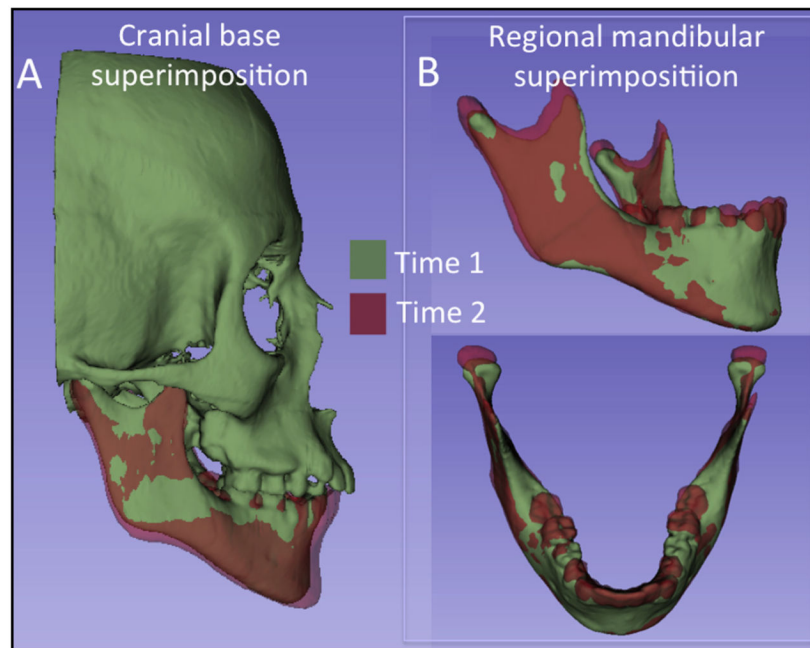 A
Cranial base
superimposition
B
Regional mandibular
superimpositiion
Time 1
Time 2